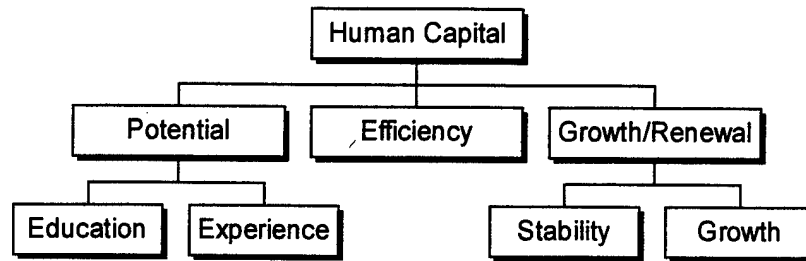 Human Capital
Potential
Efficiency
Growth/Renewal
Education
Experience
Stability
Growth